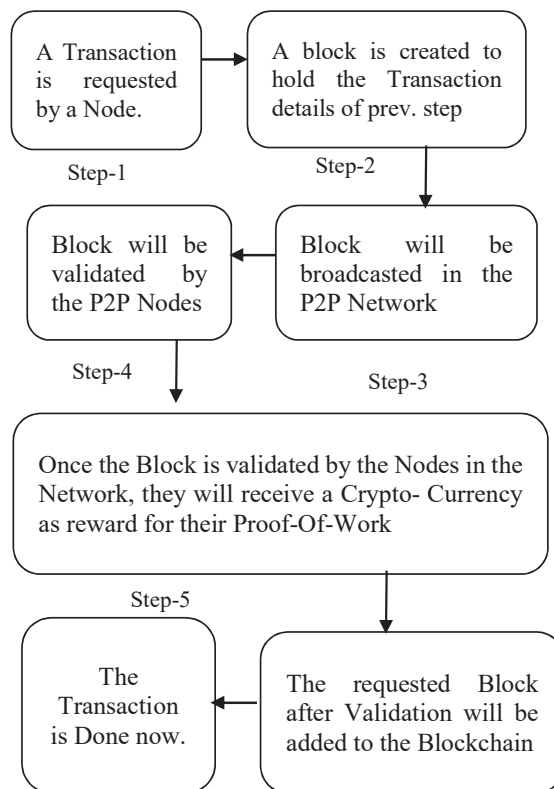 A Transaction
is requested
by a Node.
Step-1
A block is created to
hold the Transaction
details of prev. step
Step-2
Block will be
broadcasted in the
P2P Network
Step-3
Block will be
validated by
the P2P Nodes
Step-4
Once the Block is validated by the Nodes in the
Network, they will receive a Crypto- Currency
as reward for their Proof-Of-Work
Step-5
The requested Block
after Validation will be
added to the Blockchain
The
Transaction
is Done now.